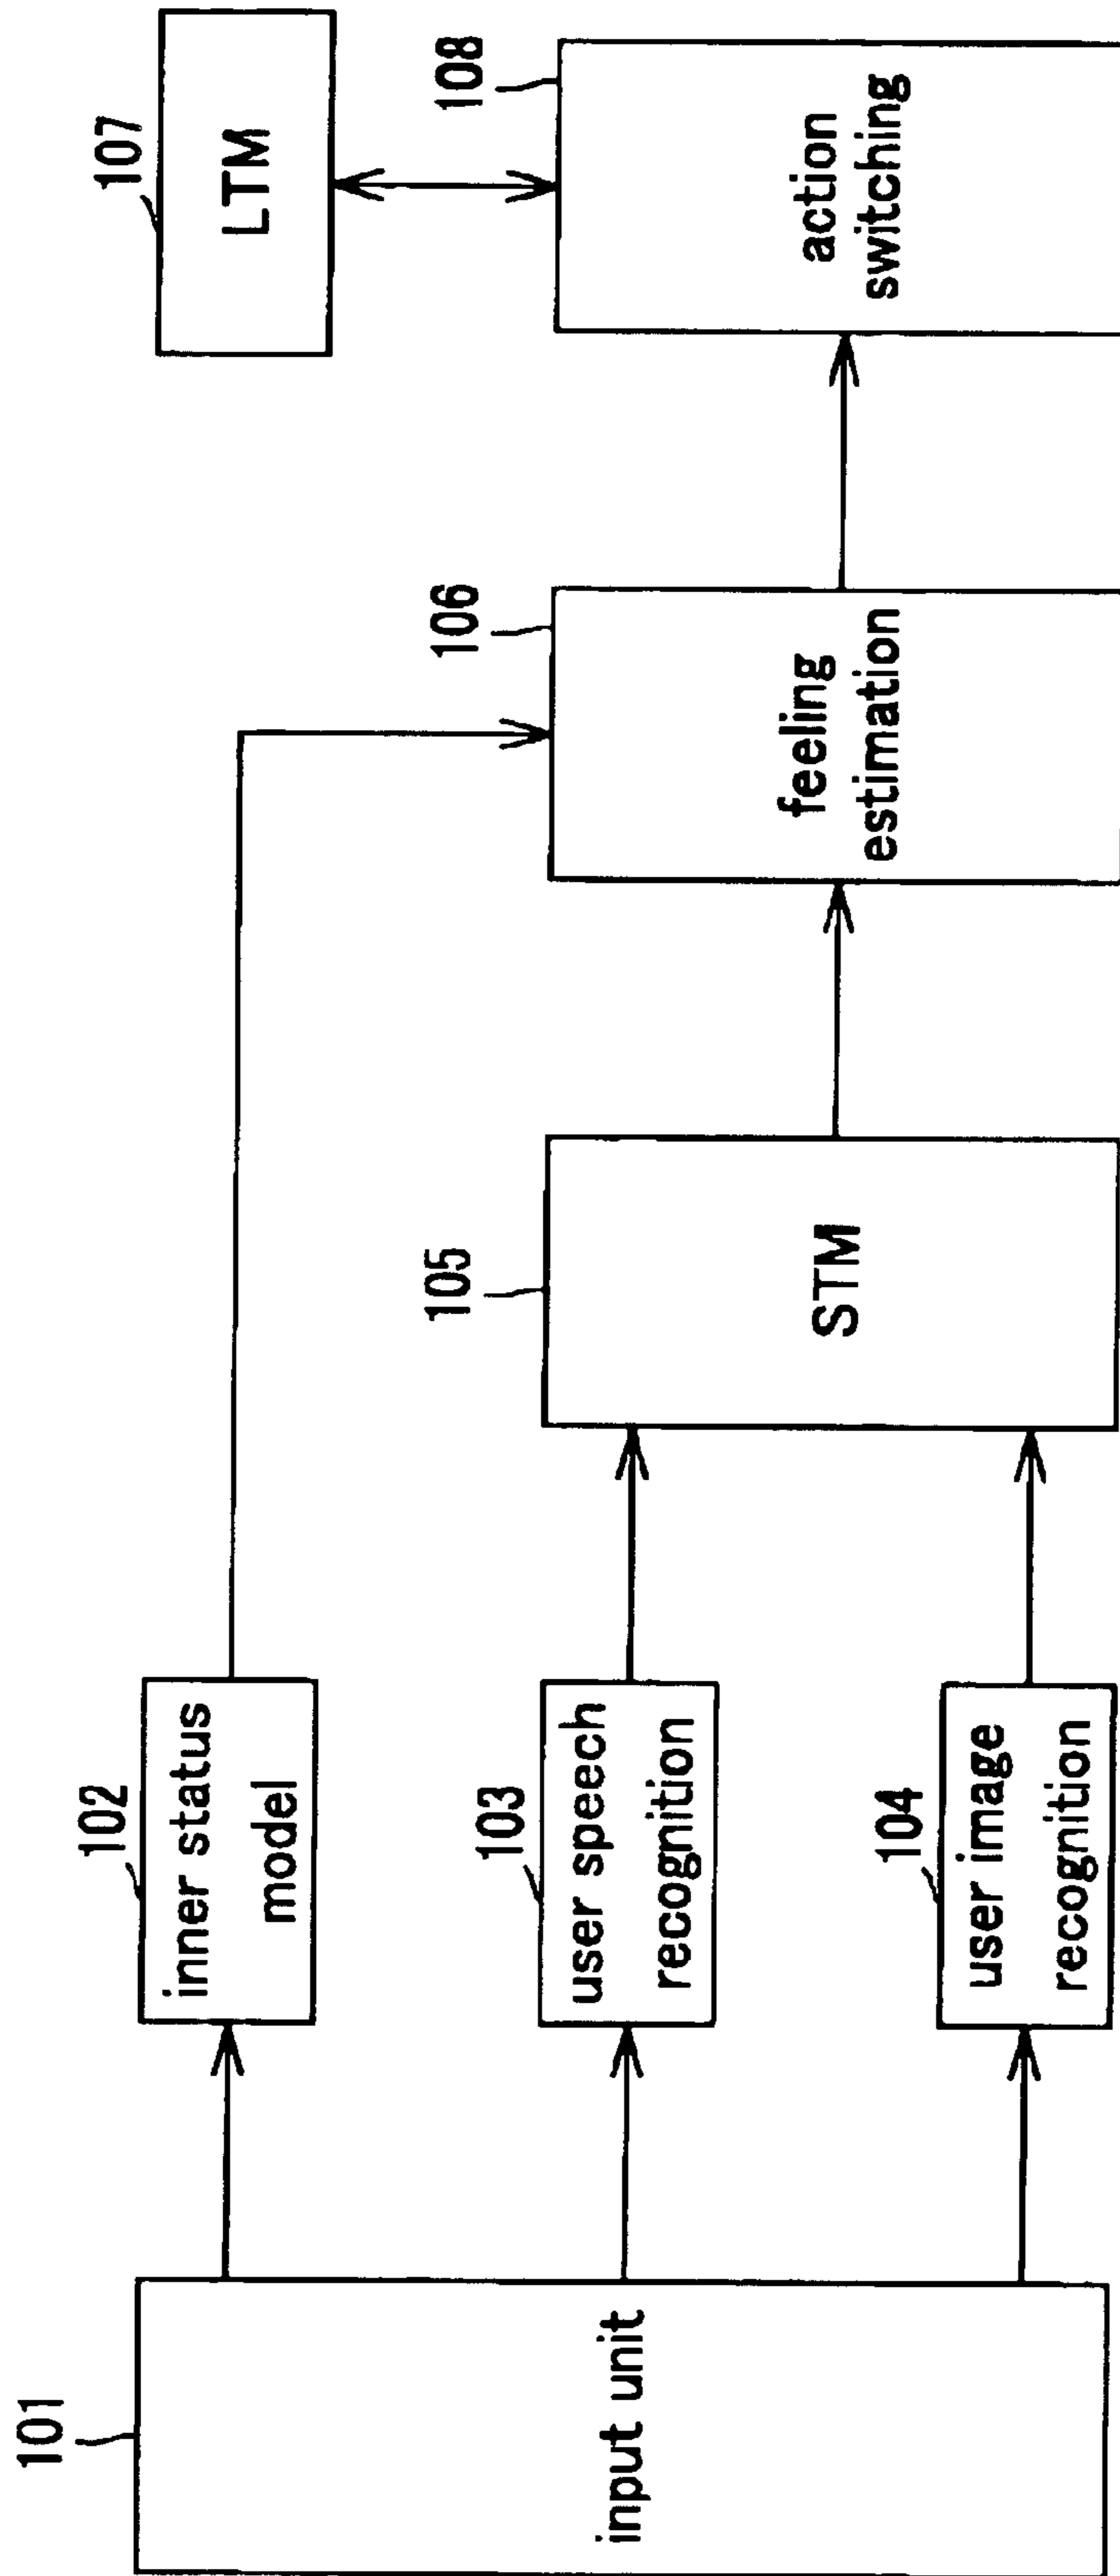 101
input unit
102
inner status
model
103
user speech
recognition
104
user image
recognition
105
STM
106
feeling
estimation
107
LTM
108
action
switching